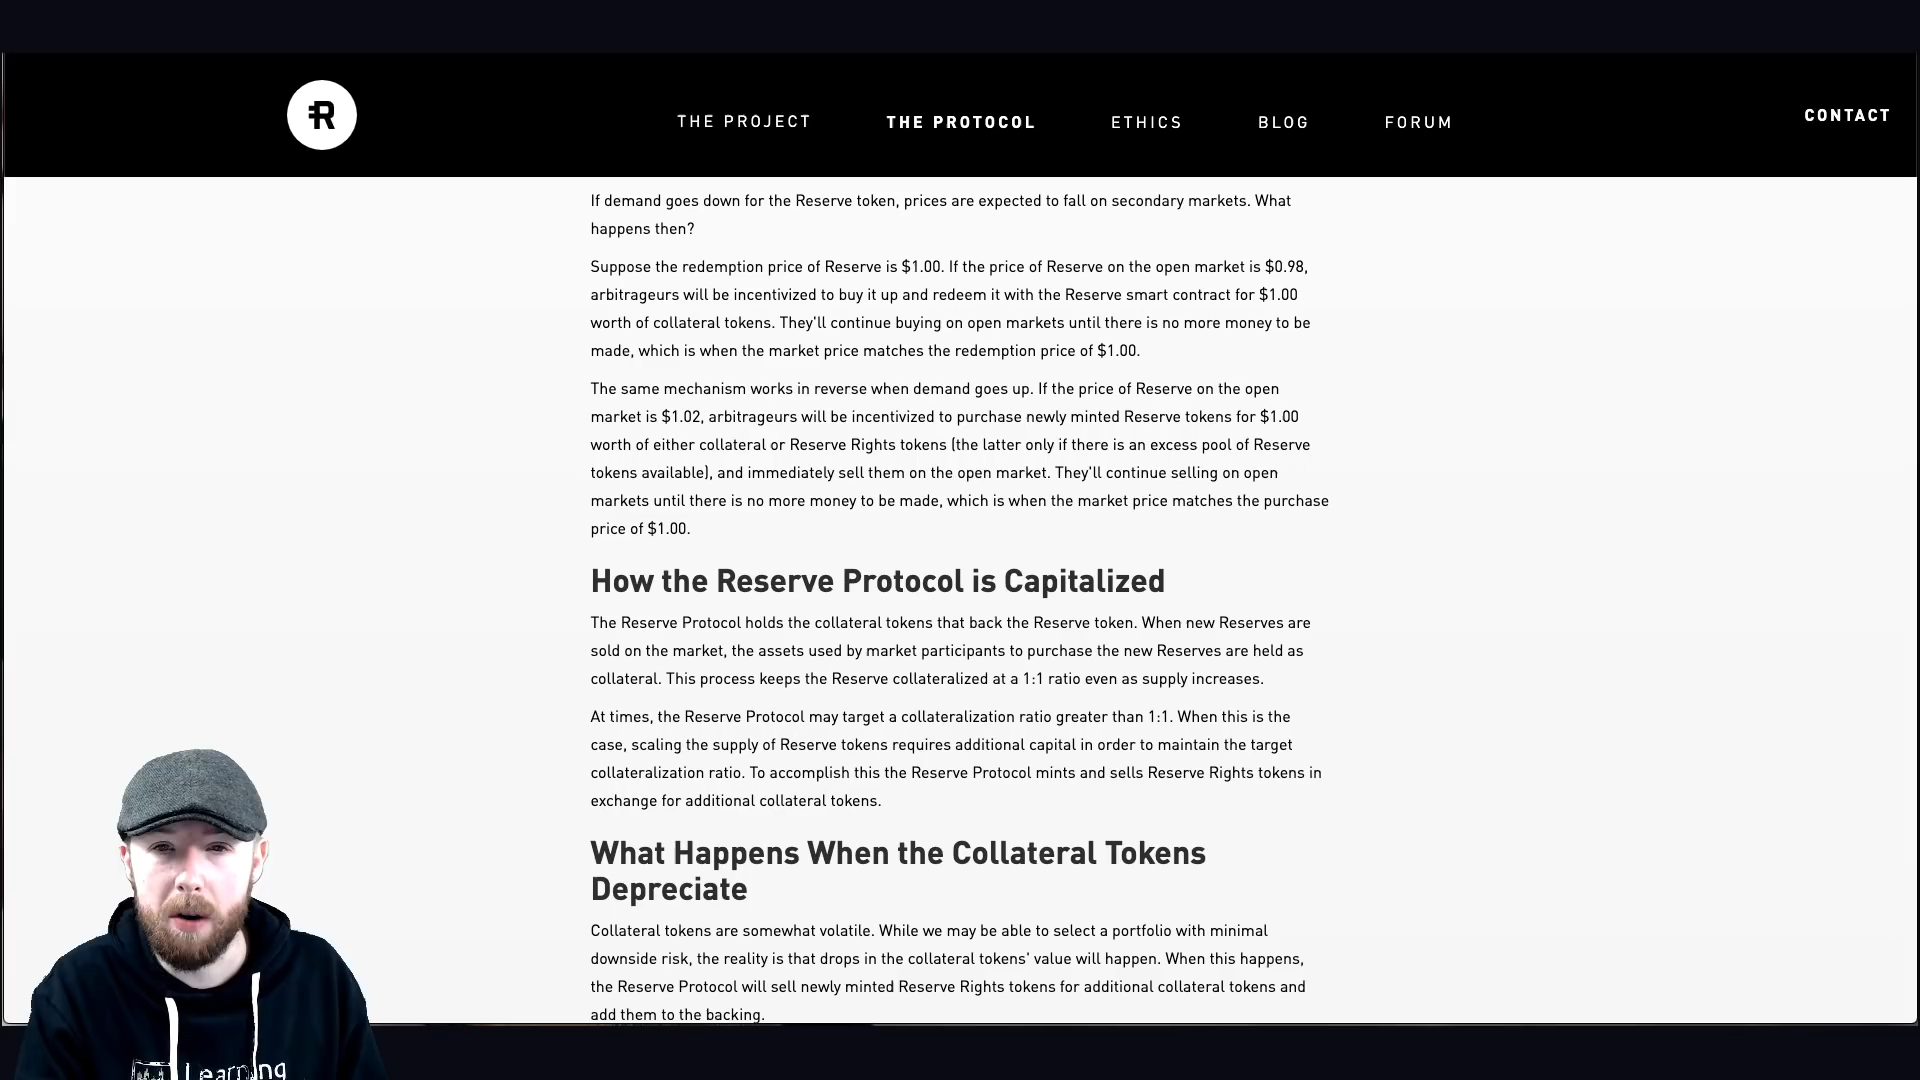 R
THE PROJECT
THE PROTOCOL
ETHICS
BLOG
FORUM
CONTACT
If demand goes down for the Reserve token, prices are expected to fall on secondary markets. What
happens then?
Suppose the redemption price of Reserve is $1.00. If the price of Reserve on the open market is $0.98,
arbitrageurs will be incentivized to buy it up and redeem it with the Reserve smart contract for $1.00
worth of collateral tokens. They'll continue buying on open markets until there is no more money to be
made, which is when the market price matches the redemption price of $1.00.
The same mechanism works in reverse when demand goes up. If the price of Reserve on the open
market is $1.02, arbitrageurs will be incentivized to purchase newly minted Reserve tokens for $1.00
worth of either collateral or Reserve Rights tokens (the latter only if there is an excess pool of Reserve
tokens available), and immediately sell them on the open market. They'll continue selling on open
markets until there is no more money to be made, which is when the market price matches the purchase
price of $1.00.
How the Reserve Protocol is Capitalized
The Reserve Protocol holds the collateral tokens that back the Reserve token. When new Reserves are
sold on the market, the assets used by market participants to purchase the new Reserves are held as
collateral. This process keeps the Reserve collateralized at a 1:1 ratio even as supply increases.
At times, the Reserve Protocol may target a collateralization ratio greater than 1:1. When this is the
case, scaling the supply of Reserve tokens requires additional capital in order to maintain the target
collateralization ratio. To accomplish this the Reserve Protocol mints and sells Reserve Rights tokens in
exchange for additional collateral tokens.
What Happens When the Collateral Tokens
Depreciate
Collateral tokens are somewhat volatile. While we may be able to select a portfolio with minimal
downside risk, the reality is that drops in the collateral tokens' value will happen. When this happens,
the Reserve Protocol will sell newly minted Reserve Rights tokens for additional collateral tokens and
add them to the backing.
Learning